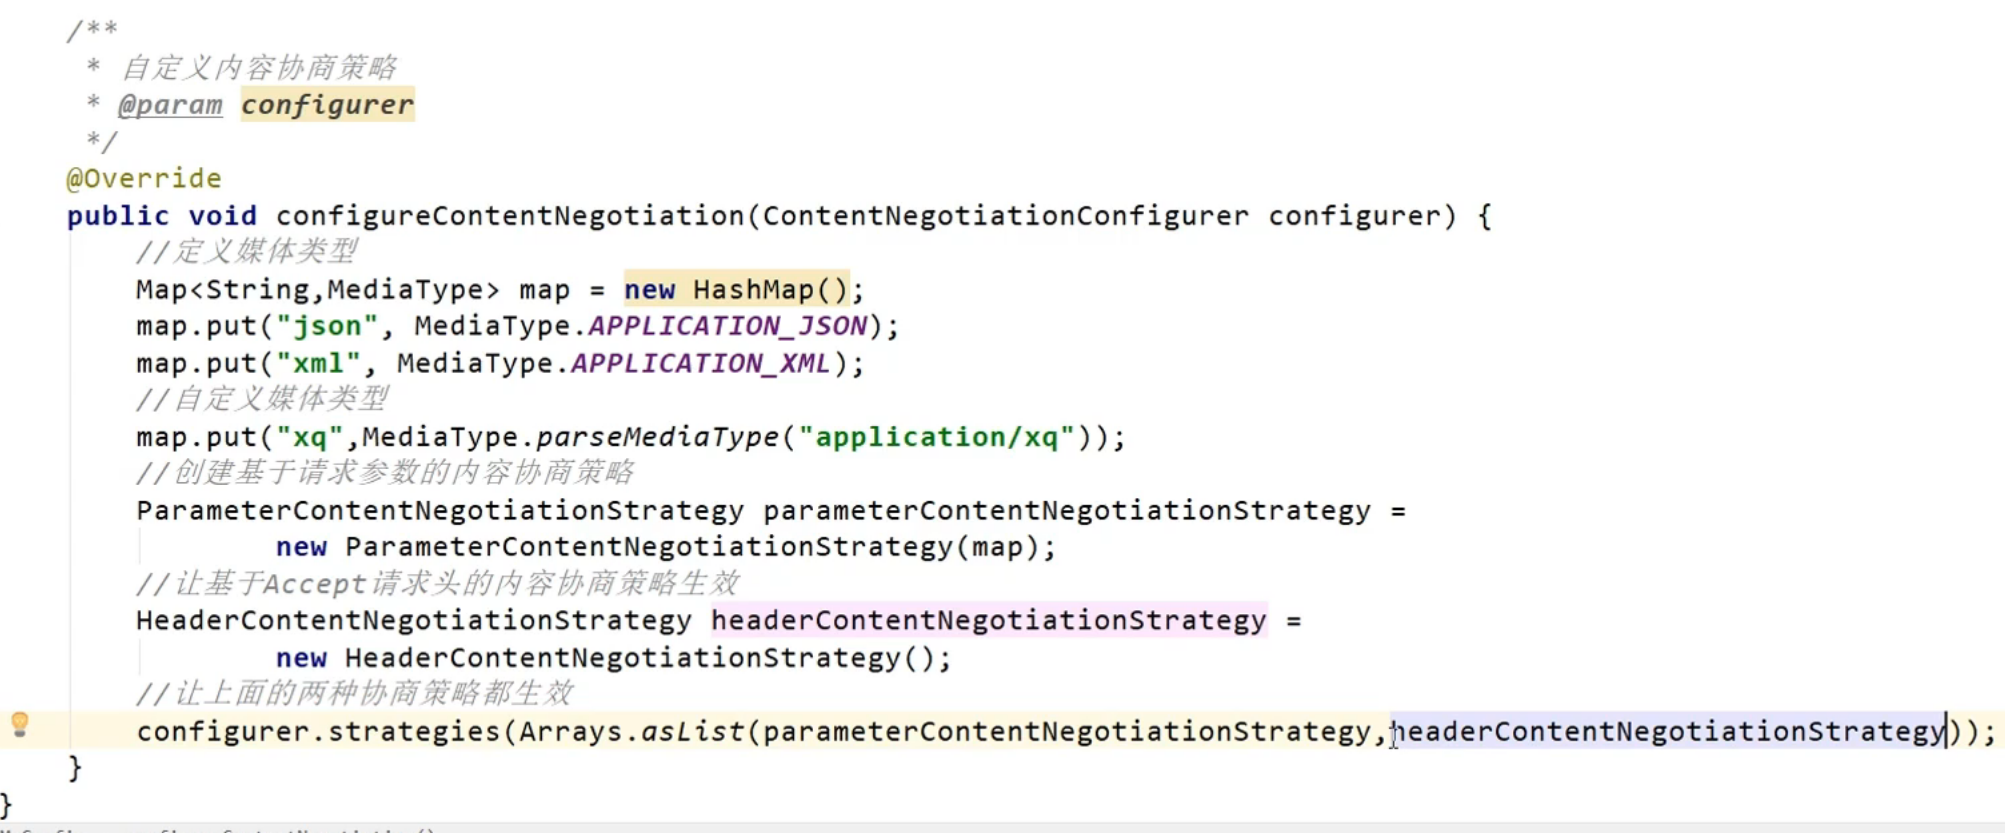 /**
 * 自定义内容协商策略
 * @param configurer
 */
@Override
public void configureContentNegotiation(ContentNegotiationConfigurer configurer) {
//定义媒体类型
Map<String,MediaType> map = new HashMap();
map.put("json", MediaType.APPLICATION_JSON);
map.put("xml", MediaType.APPLICATION_XML);
//自定义媒体类型
map.put("xq",MediaType.parseMediaType("application/xq"));
//创建基于请求参数的内容协商策略
ParameterContentNegotiationStrategy parameterContentNegotiationStrategy =
new ParameterContentNegotiationStrategy(map);
//让基于Accept请求头的内容协商策略生效
HeaderContentNegotiationStrategy headerContentNegotiationStrategy =
new HeaderContentNegotiationStrategy();
//让上面的两种协商策略都生效
configurer.strategies(Arrays.asList(parameterContentNegotiationStrategy,headerContentNegotiationStrategy));
}
}